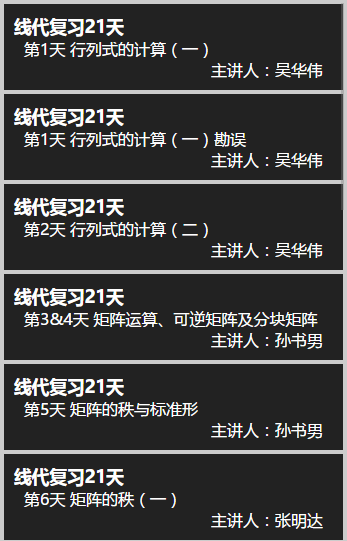 线代复习21天
第1天 行列式的计算（一）
主讲人：吴华伟
线代复习21天
第1天 行列式的计算（一）勘误
主讲人：吴华伟
线代复习21天
第2天 行列式的计算（二）
主讲人：吴华伟
线代复习21天
第3&4天 矩阵运算、可逆矩阵及分块矩阵
主讲人：孙书男
线代复习21天
第5天 矩阵的秩与标准形
主讲人：孙书男
线代复习21天
第6天 矩阵的秩（一）
主讲人：张明达